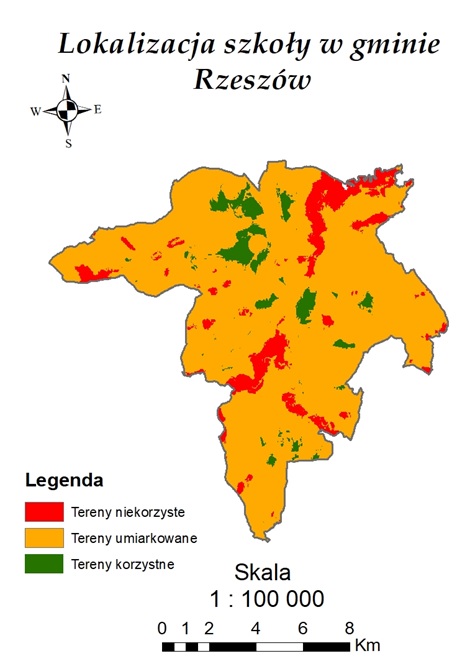 Lokalizacja szkoły w gminie
Rzeszów
N
W E
S
Legenda
Tereny niekorzyste
Tereny umiarkowane
Tereny korzystne
Skala
1 : 100 000
0 1 2 4 6 8
Km